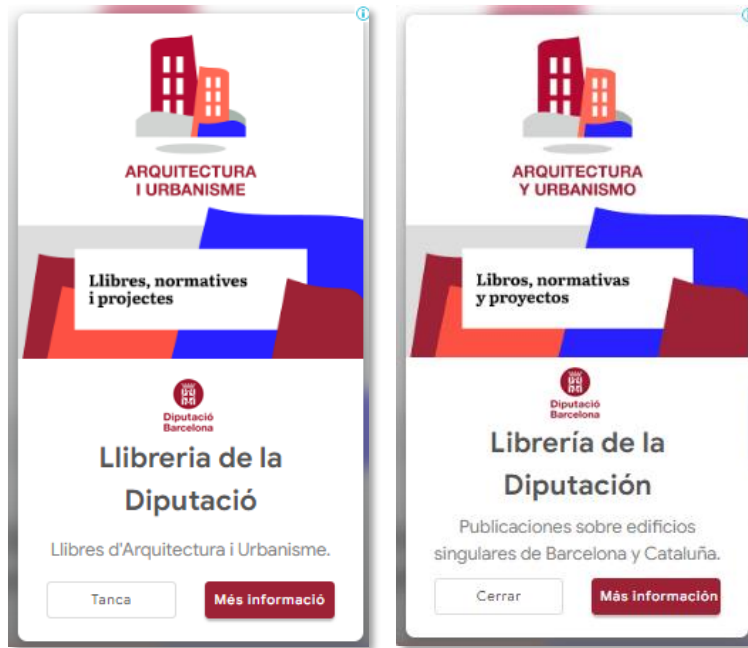 ARQUITECTURA
I URBANISME
Llibres, normatives
i projectes
Diputació
Barcelona
Llibreria de la
Diputació
Llibres d'Arquitectura i Urbanisme.
Tanca
Més informació
ARQUITECTURA
Y URBANISMO
Libros, normativas
y proyectos
Diputació
Barcelona
Librería de la
Diputación
Publicaciones sobre edificios
singulares de Barcelona y Cataluña.
Cerrar
Más información